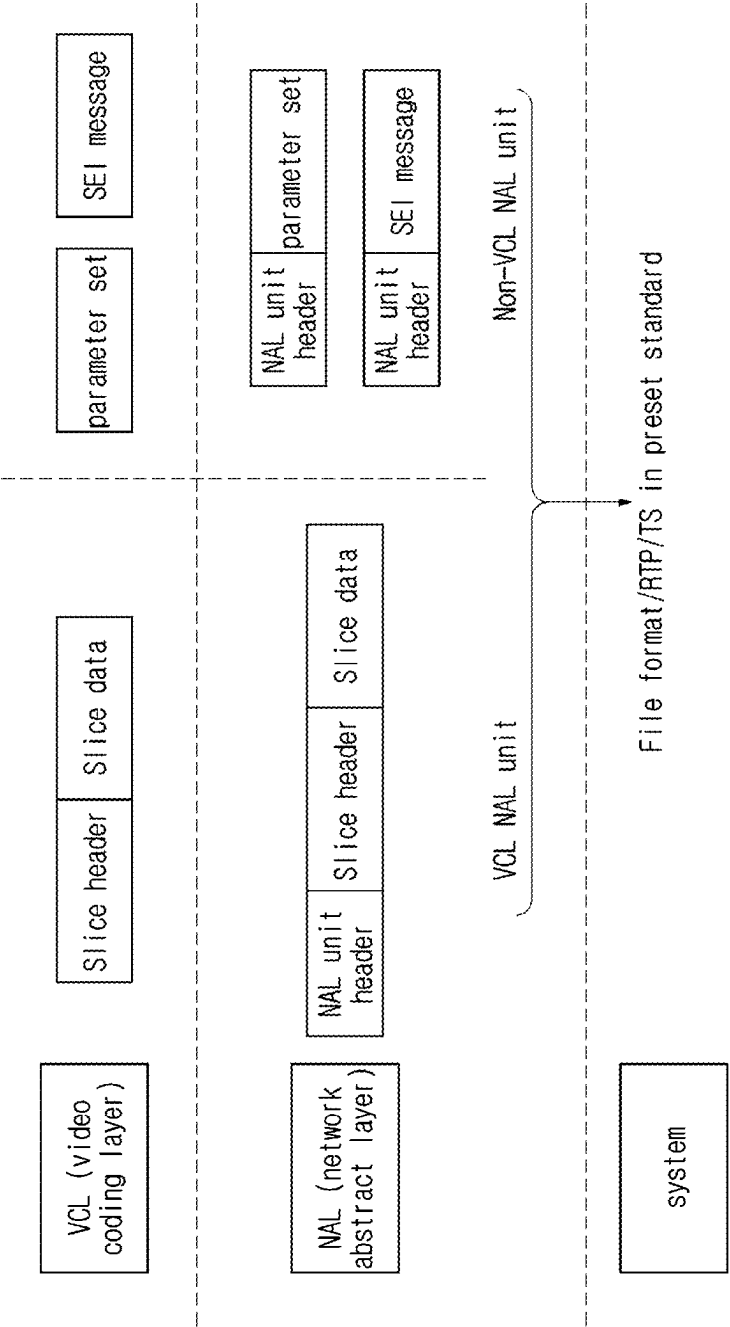 VCL (video
coding layer)
Slice header
Slice data
parameter set
SEI message
NAL (network
abstract layer)
NAL unit
header
Slice header
Slice data
NAL unit
header
parameter set
NAL unit
header
SEI message
VCL NAL unit
Non-VCL NAL unit
system
File format/RTP/TS in preset standard